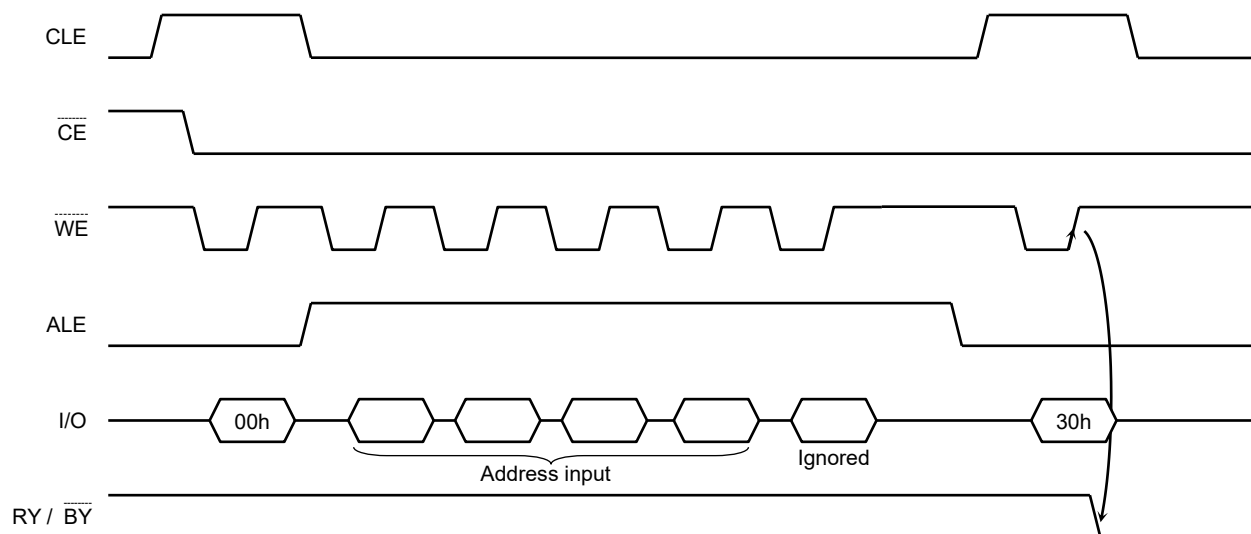 CLE
CE
WE
ALE
I/O
00h
30h
Ignored
Address input
RY / BY